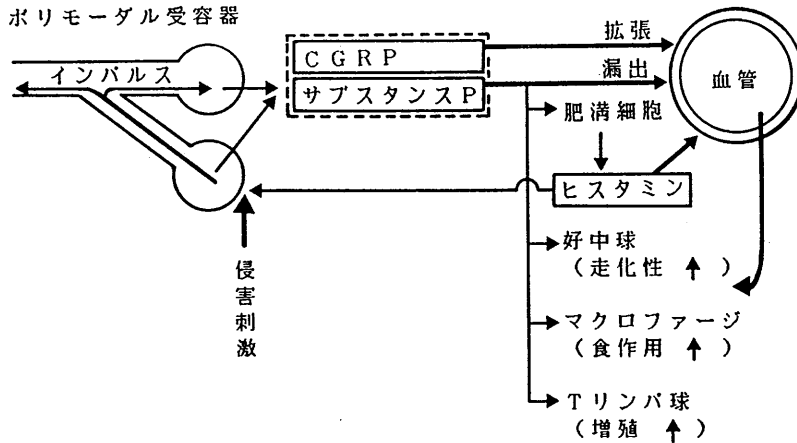 ポリモーダル受容器
インパルス
CGRP
サブスタンスP
拡張
漏出
血管
肥満細胞
ヒスタミン
侵害刺激
好中球
(走化性 ↑)
マクロファージ
(食作用 ↑)
Tリンパ球
(増殖 ↑)